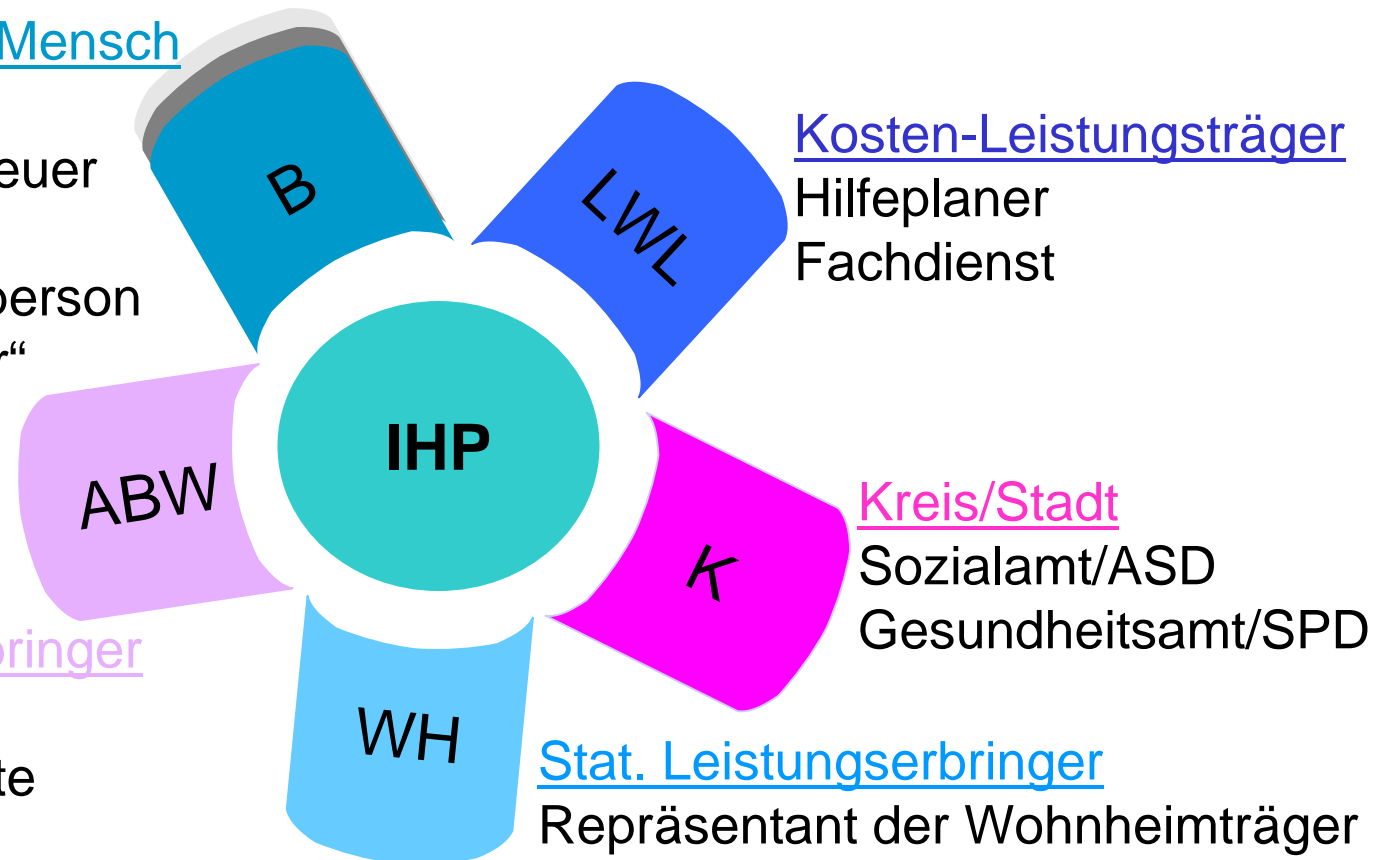 Mensch
B
LWL
Kosten-Leistungsträger
Hilfeplaner
Fachdienst
IHP
ABW
K
Kreis/Stadt
Sozialamt/ASD
Gesundheitsamt/SPD
WH
Stat. Leistungserbringer
Repräsentant der Wohnheimträger